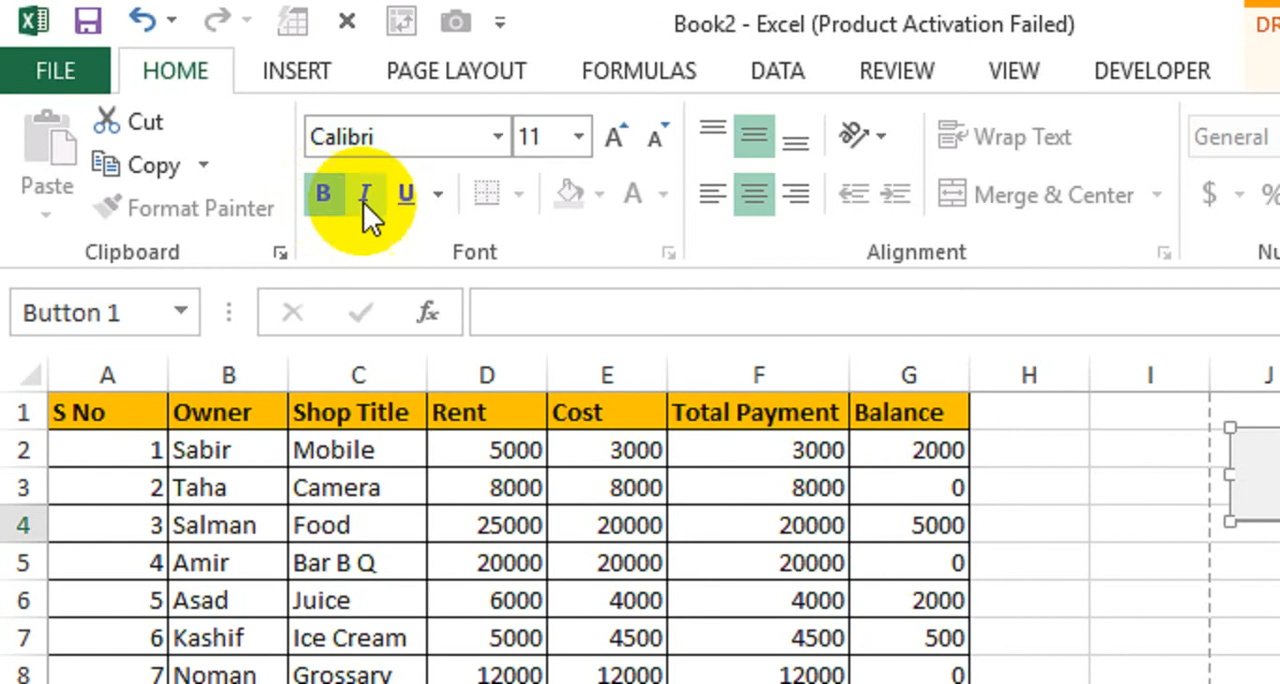 Book2 - Excel (Product Activation Failed)
FILE HOME INSERT PAGE LAYOUT FORMULAS DATA REVIEW VIEW DEVELOPER
Cut
Calibri 11
Wrap Text
General
Copy
Paste
B I U
A
Merge & Center
$ %
Format Painter
Clipboard
Font
Alignment
Button 1
fx
A B C D E F G H I J
1 S No Owner Shop Title Rent Cost Total Payment Balance
2 1 Sabir Mobile 5000 3000 3000 2000
3 2 Taha Camera 8000 8000 8000 0
4 3 Salman Food 25000 20000 20000 5000
5 4 Amir Bar B Q 20000 20000 20000 0
6 5 Asad Juice 6000 4000 4000 2000
7 6 Kashif Ice Cream 5000 4500 4500 500
8 7 Noman Grossary 12000 12000 12000 0